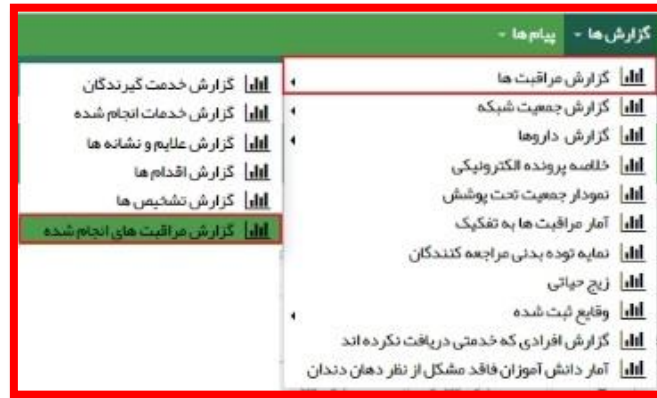 گزارش ها پیام ها
گزارش مراقبت ها
گزارش جمعیت شبکه
گزارش داروها
خلاصه پرونده الکترونیکی
نمودار جمعیت تحت پوشش
آمار مراقبت ها به تفکیک
نمایه توده بدنی مراجعه کنندگان
زیج حیاتی
وقایع ثبت شده
گزارش افرادی که خدمتی دریافت نکرده اند
آمار دانش آموزان فاقد مشکل از نظر دهان دندان
گزارش خدمت گیرندگان
گزارش خدمات انجام شده
گزارش علایم و نشانه ها
گزارش اقدام ها
گزارش تشخیص ها
گزارش مراقبت های انجام شده